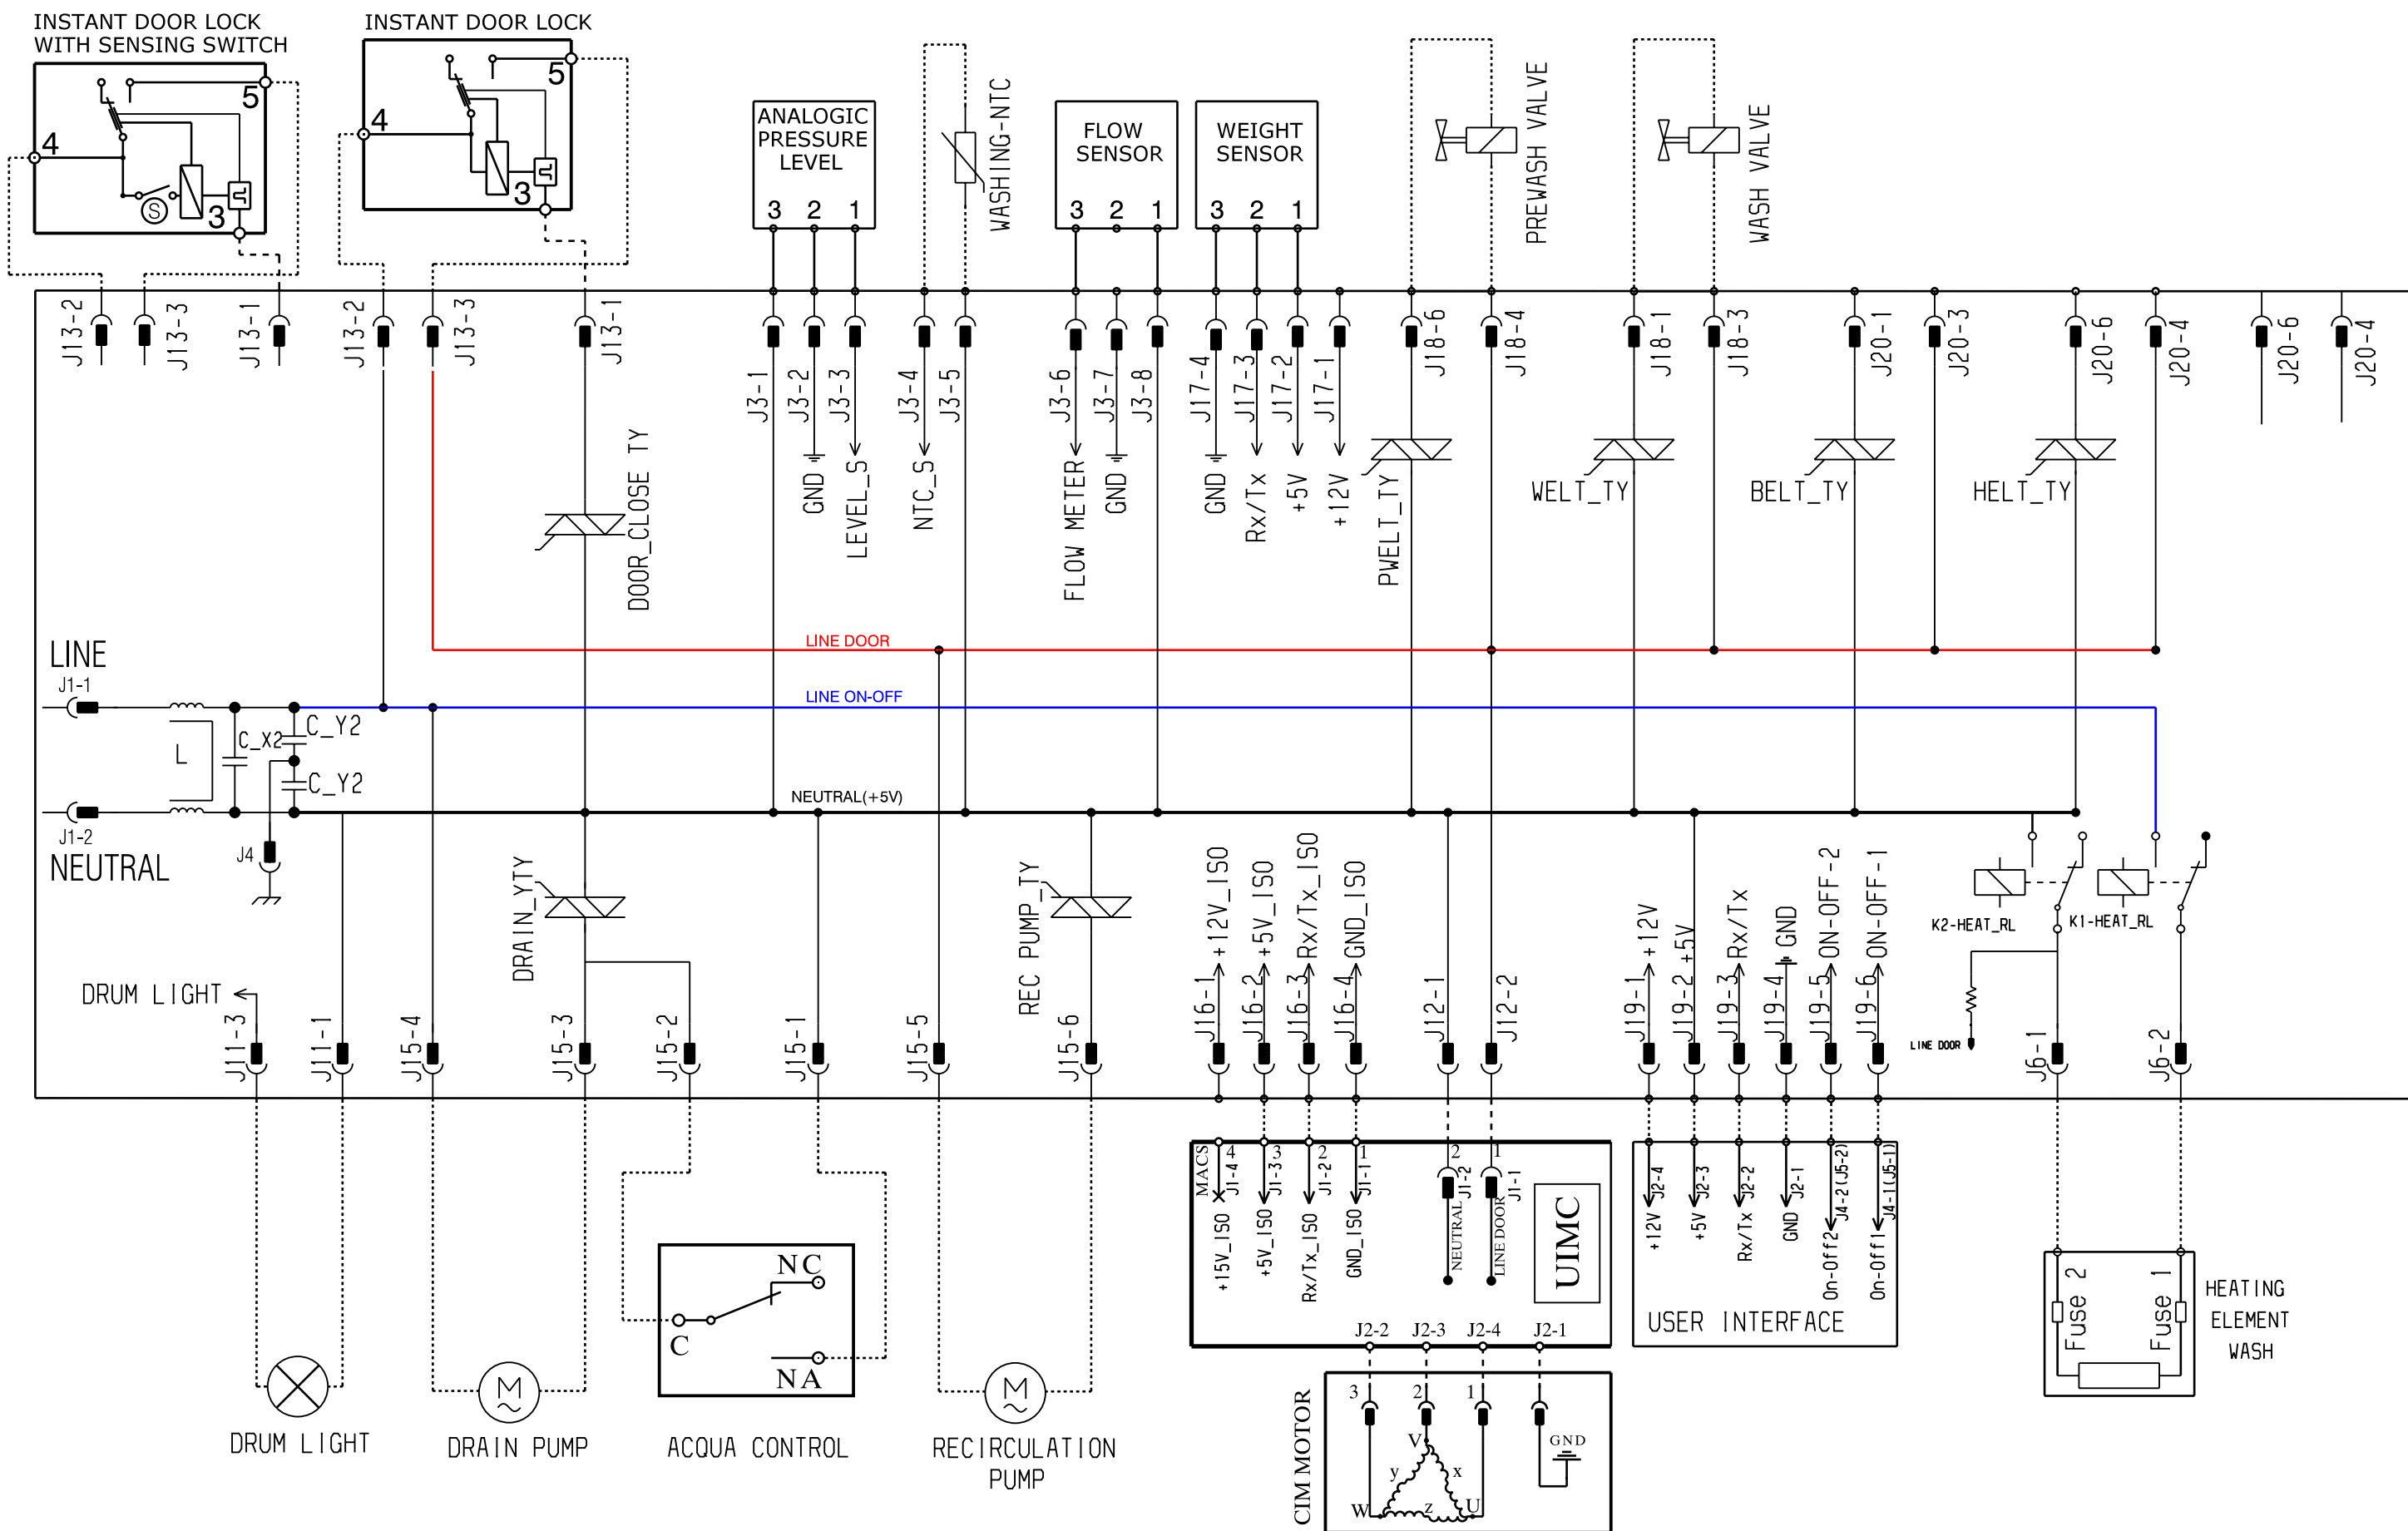 INSTANT DOOR LOCK
WITH SENSING SWITCH
INSTANT DOOR LOCK
5
4
3
S
5
4
3
ANALOGIC
PRESSURE
LEVEL
3 2 1
WASHING-NTC
FLOW
SENSOR
3 2 1
WEIGHT
SENSOR
3 2 1
PREWASH VALVE
WASH VALVE
J13-2
J13-3
J13-1
J13-2
J13-3
J13-1
J3-1
J3-2
J3-3
J3-4
J3-5
J3-6
J3-7
J3-8
J17-4
J17-3
J17-2
J17-1
J18-6
J18-4
J18-1
J18-3
J20-1
J20-3
J20-6
J20-4
J20-6
J20-4
DOOR_CLOSE TY
GND
LEVEL_S
NTC_S
FLOW METER
GND
GND
Rx/Tx
+5V
+12V
PWELT_TY
WELT_TY
BELT_TY
HELT_TY
LINE DOOR
LINE
J1-1
LINE ON-OFF
L
C_X2
C_Y2
C_Y2
NEUTRAL(+5V)
J1-2
NEUTRAL
J4
DRAIN_YTY
REC PUMP_TY
+12V_ISO
+5V_ISO
Rx/Tx_ISO
GND_ISO
+12V
+5V
Rx/Tx
GND
ON-OFF-2
ON-OFF-1
K2-HEAT_RL
K1-HEAT_RL
LINE DOOR
DRUM LIGHT
J11-3
J11-1
J15-4
J15-3
J15-2
J15-1
J15-5
J15-6
J16-1
J16-2
J16-3
J16-4
J12-1
J12-2
J19-1
J19-2
J19-3
J19-4
J19-5
J19-6
J6-1
J6-2
MACS
4
3
2
1
2
1
J1-4
J1-3
J1-2
J1-1
J1-2
J1-1
+15V_ISO
+5V_ISO
Rx/Tx_ISO
GND_ISO
NEUTRAL
LINE DOOR
UIMC
J2-4
J2-3
J2-2
J2-1
J4-2(J5-2)
J4-1(J5-1)
+12V
+5V
Rx/Tx
GND
On-Off2
On-Off1
USER INTERFACE
NC
C
NA
J2-2 J2-3 J2-4 J2-1
Fuse 2
Fuse 1
HEATING
ELEMENT
WASH
M
M
DRUM LIGHT
DRAIN PUMP
ACQUA CONTROL
RECIRCULATION
PUMP
CIM MOTOR
3 2 1
GND
V
y x
W z U